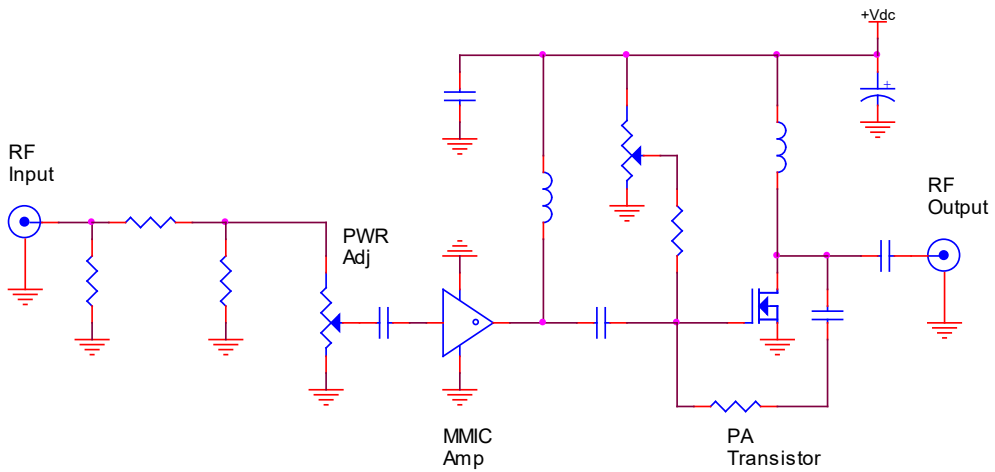 +Vdc
RF
Input
PWR
Adj
RF
Output
MMIC
Amp
PA
Transistor